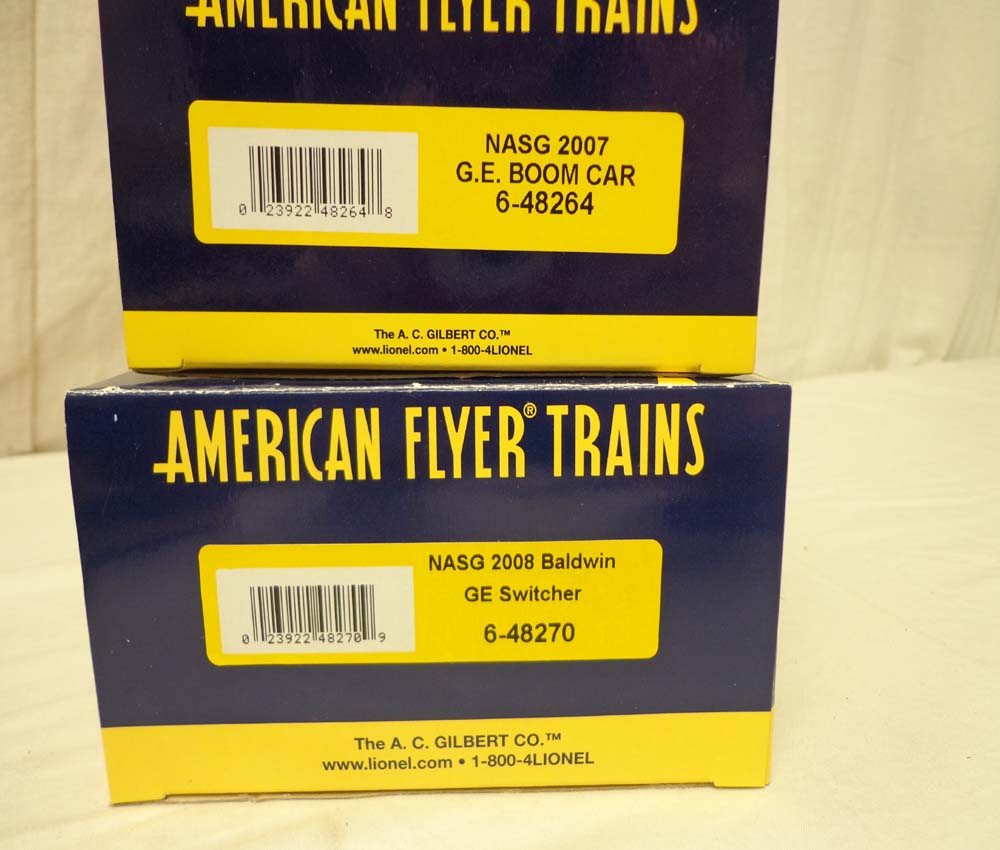 AMERICAN FLYER TRAINS
NASG 2007
G.E. BOOM CAR
6-48264
0 23922 48264 8
The A. C. GILBERT CO.™
www.lionel.com • 1-800-4LIONEL
AMERICAN FLYER® TRAINS
NASG 2008 Baldwin
GE Switcher
6-48270
0 23922 48270 9
The A. C. GILBERT CO.™
www.lionel.com • 1-800-4LIONEL